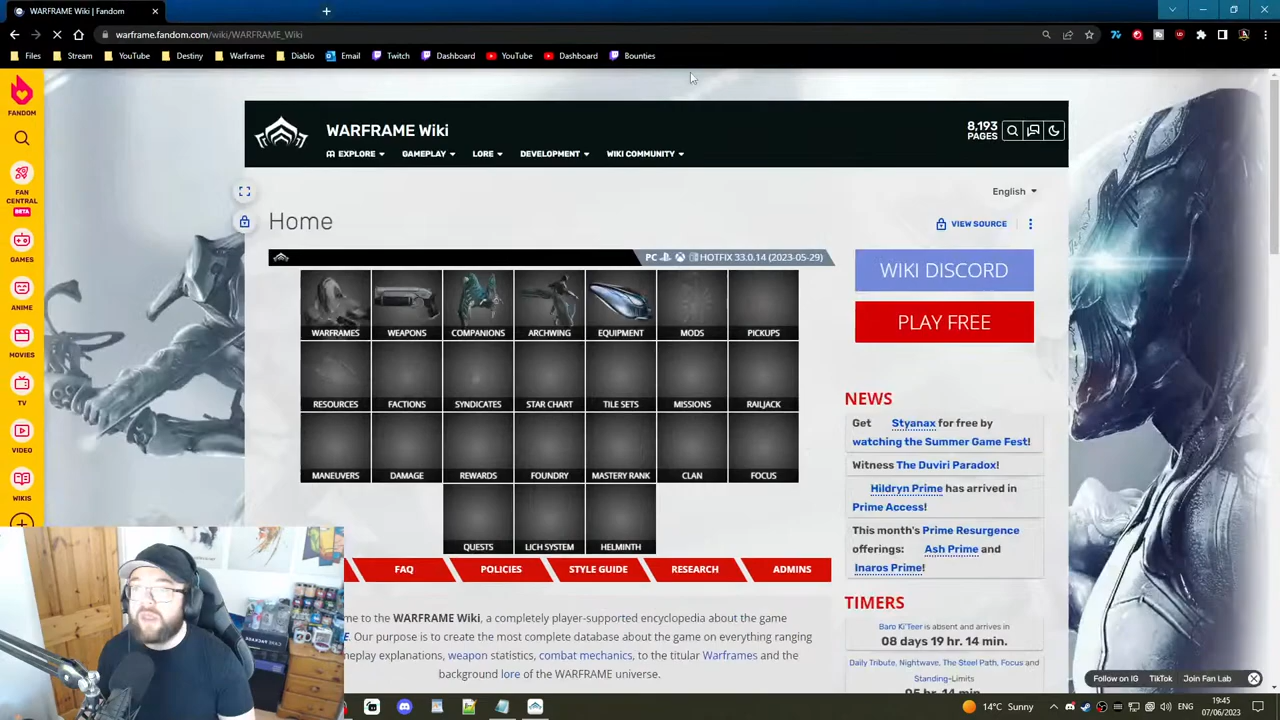 WARFRAME Wiki | Fandom
warframe.fandom.com/wiki/WARFRAME_Wiki
Files Stream YouTube Destiny Warframe Diablo Email Twitch Dashboard YouTube Dashboard Bounties
FANDOM
FAN CENTRAL
BETA
GAMES
ANIME
MOVIES
TV
VIDEO
WIKIS
WARFRAME Wiki
8,193 PAGES
EXPLORE GAMEPLAY LORE DEVELOPMENT WIKI COMMUNITY
English
Home
VIEW SOURCE
PC HOTFIX 33.0.14 (2023-05-29)
WARFRAMES WEAPONS COMPANIONS ARCHWING EQUIPMENT MODS PICKUPS
RESOURCES FACTIONS SYNDICATES STAR CHART TILE SETS MISSIONS RAILJACK
MANEUVERS DAMAGE REWARDS FOUNDRY MASTERY RANK CLAN FOCUS
QUESTS LICH SYSTEM HELMINTH
FAQ POLICIES STYLE GUIDE RESEARCH ADMINS
me to the WARFRAME Wiki, a completely player-supported encyclopedia about the game
E. Our purpose is to create the most complete database about the game on everything ranging
meplay explanations, weapon statistics, combat mechanics, to the titular Warframes and the
background lore of the WARFRAME universe.
WIKI DISCORD
PLAY FREE
NEWS
Get Styanax for free by
watching the Summer Game Fest!
Witness The Duviri Paradox!
Hildryn Prime has arrived in
Prime Access!
This month's Prime Resurgence
offerings: Ash Prime and
Inaros Prime!
TIMERS
Baro Ki'Teer is absent and arrives in
08 days 19 hr. 14 min.
Daily Tribute, Nightwave, The Steel Path, Focus and
Standing-Limits
05 hr. 14 min.
Follow on IG TikTok Join Fan Lab
14°C Sunny
ENG
19:45
07/06/2023